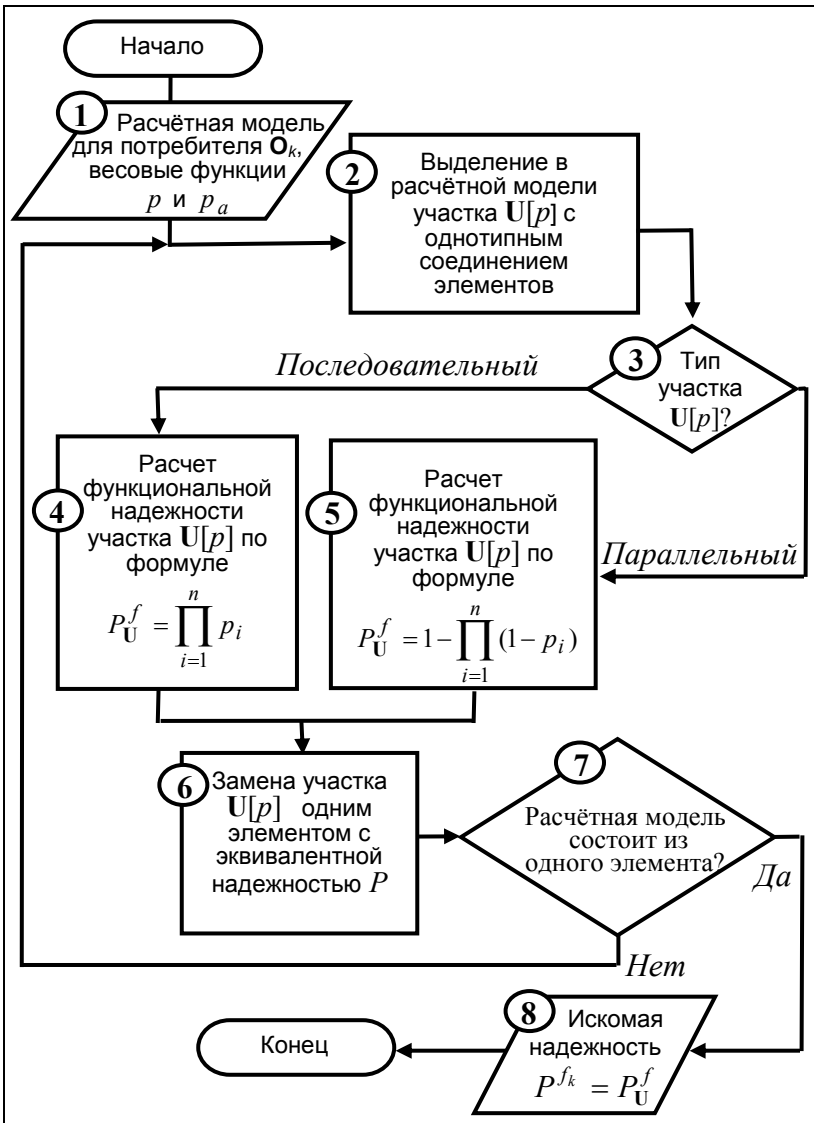 Начало
1
Расчётная модель
для потребителя Oₖ,
весовые функции
p и pₐ
2
Выделение в
расчётной модели
участка U[p] с
однотипным
соединением
элементов
3
Тип
участка
U[p]?
Последовательный
Параллельный
4
Расчет
функциональной
надежности
участка U[p] по
формуле
P_U^f = ∏_{i=1}^{n} p_i
5
Расчет
функциональной
надежности
участка U[p] по
формуле
P_U^f = 1 − ∏_{i=1}^{n} (1 − p_i)
6
Замена участка
U[p] одним
элементом с
эквивалентной
надежностью P
7
Расчётная модель
состоит из
одного элемента?
Да
Нет
8
Искомая
надежность
P^{f_k} = P_U^f
Конец